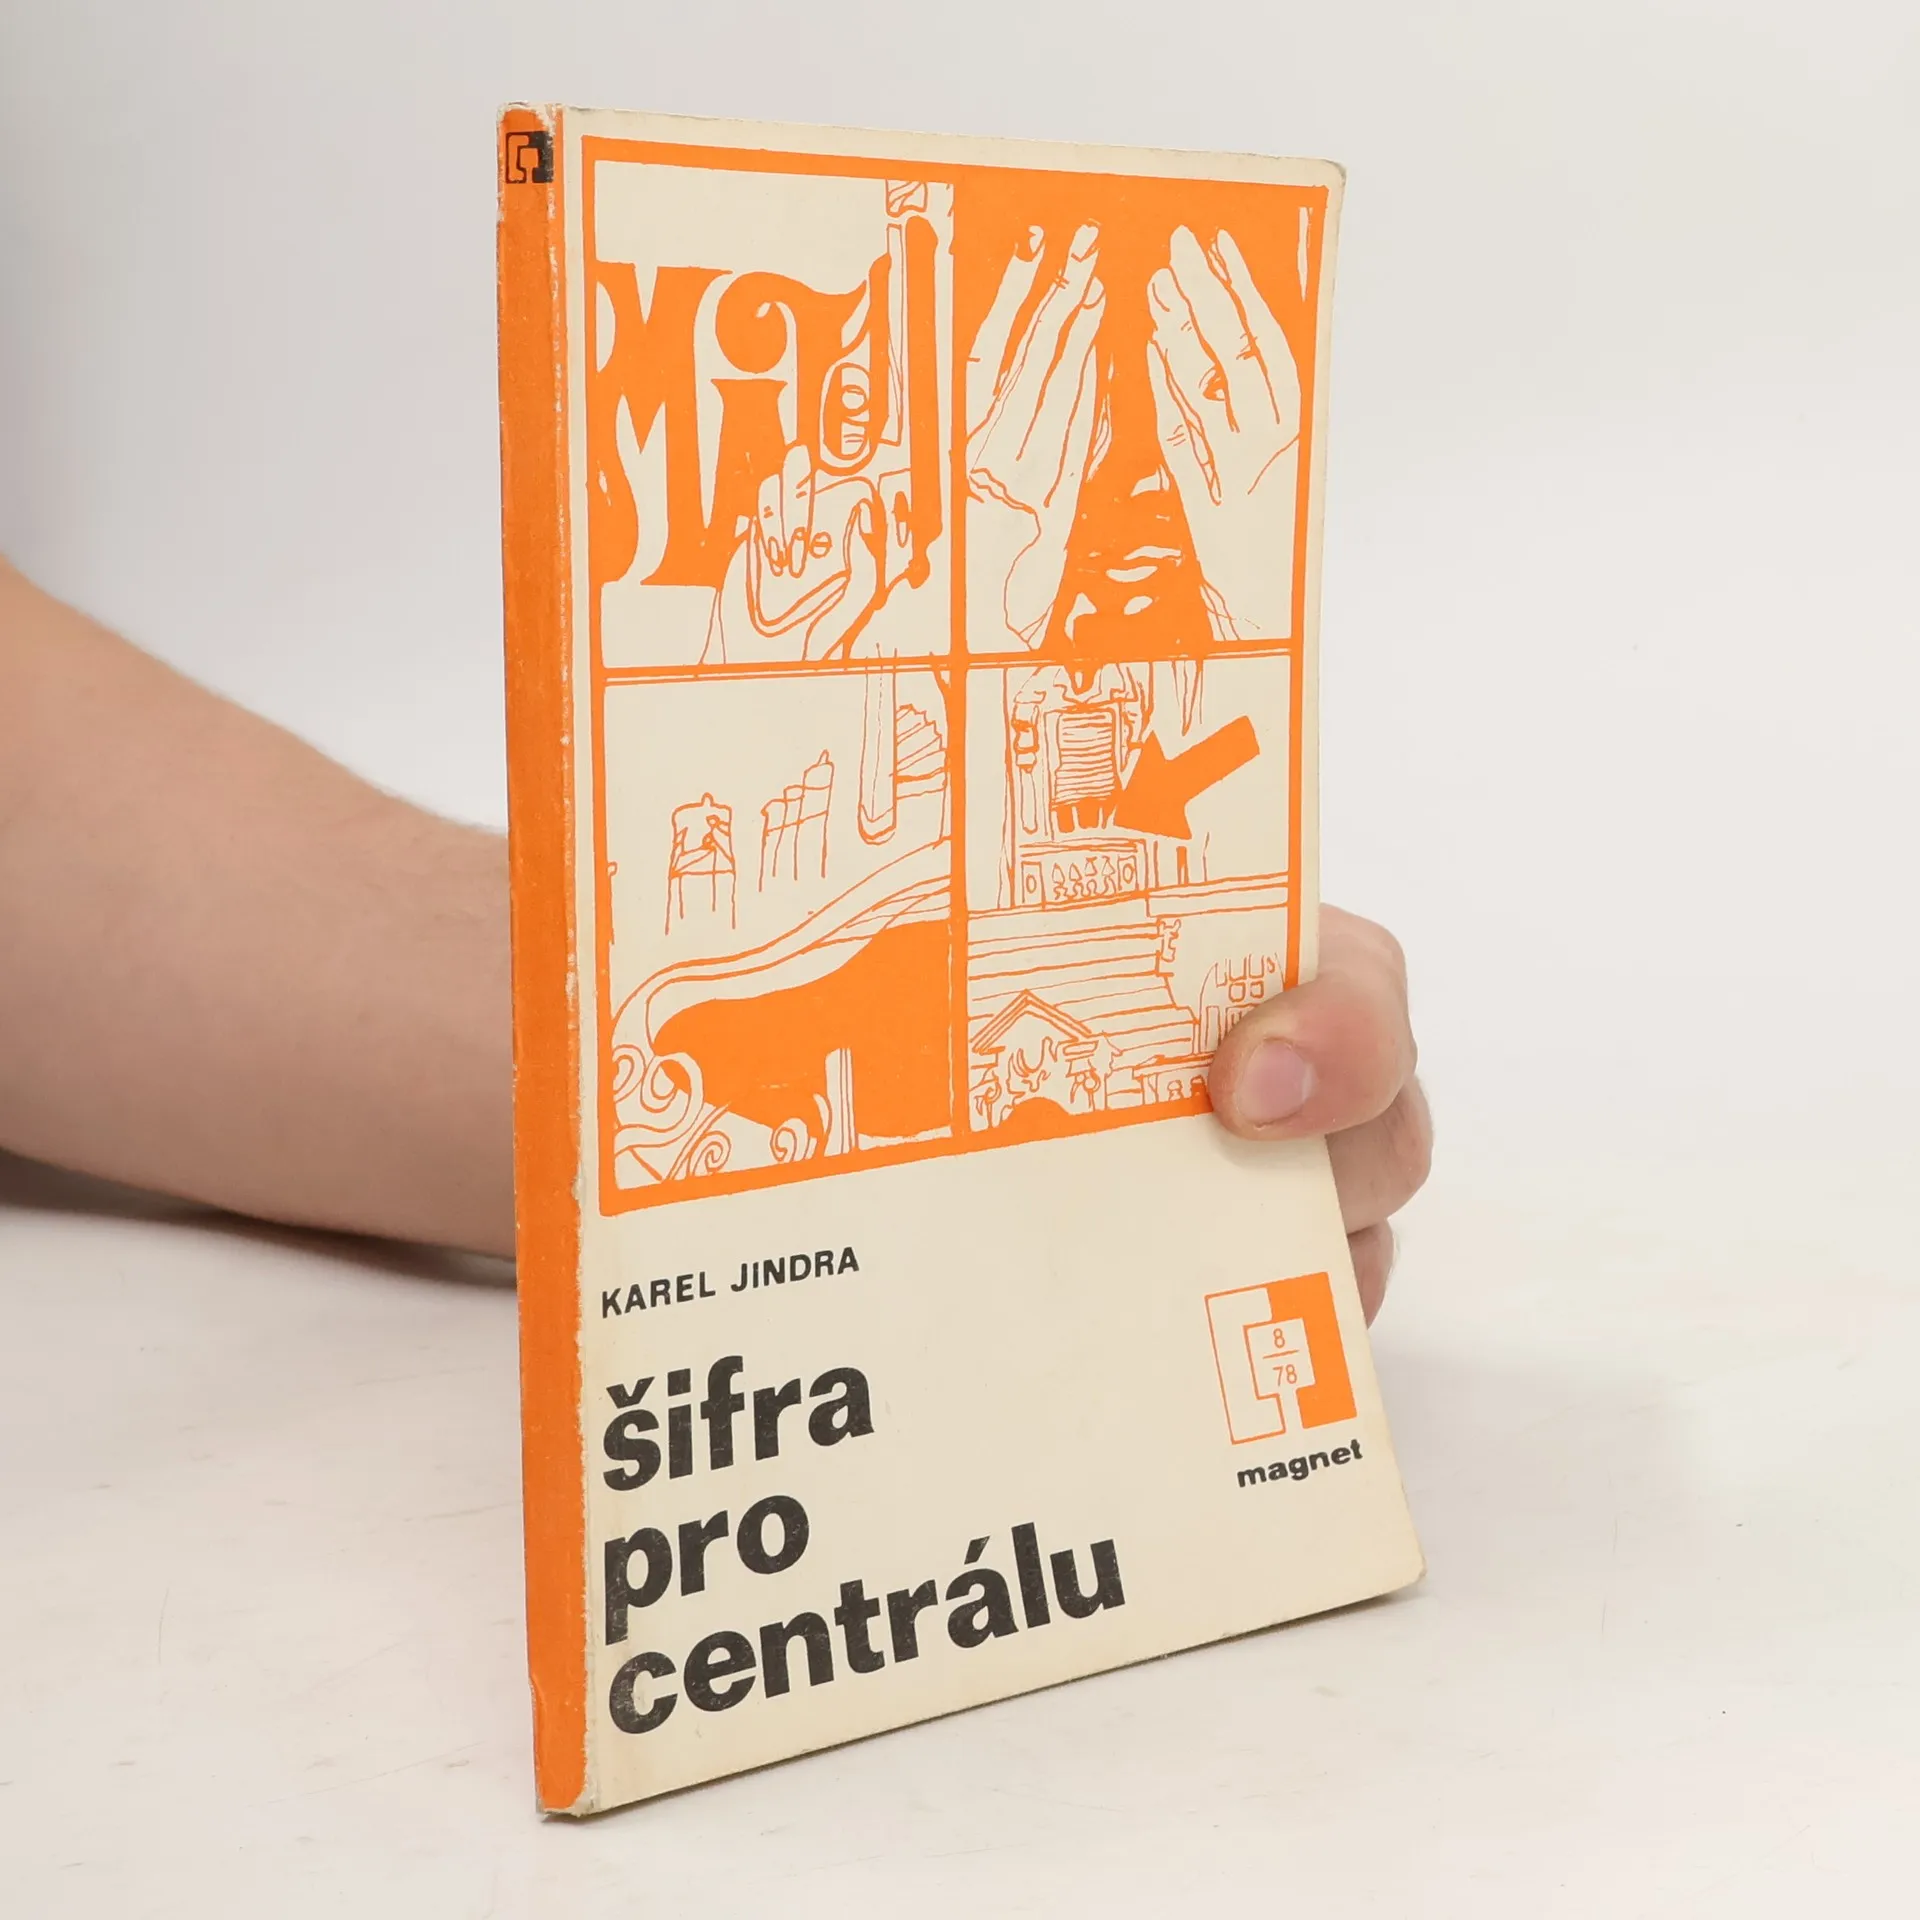 KAREL JINDRA
šifra
pro
centrálu
8
78
magnet